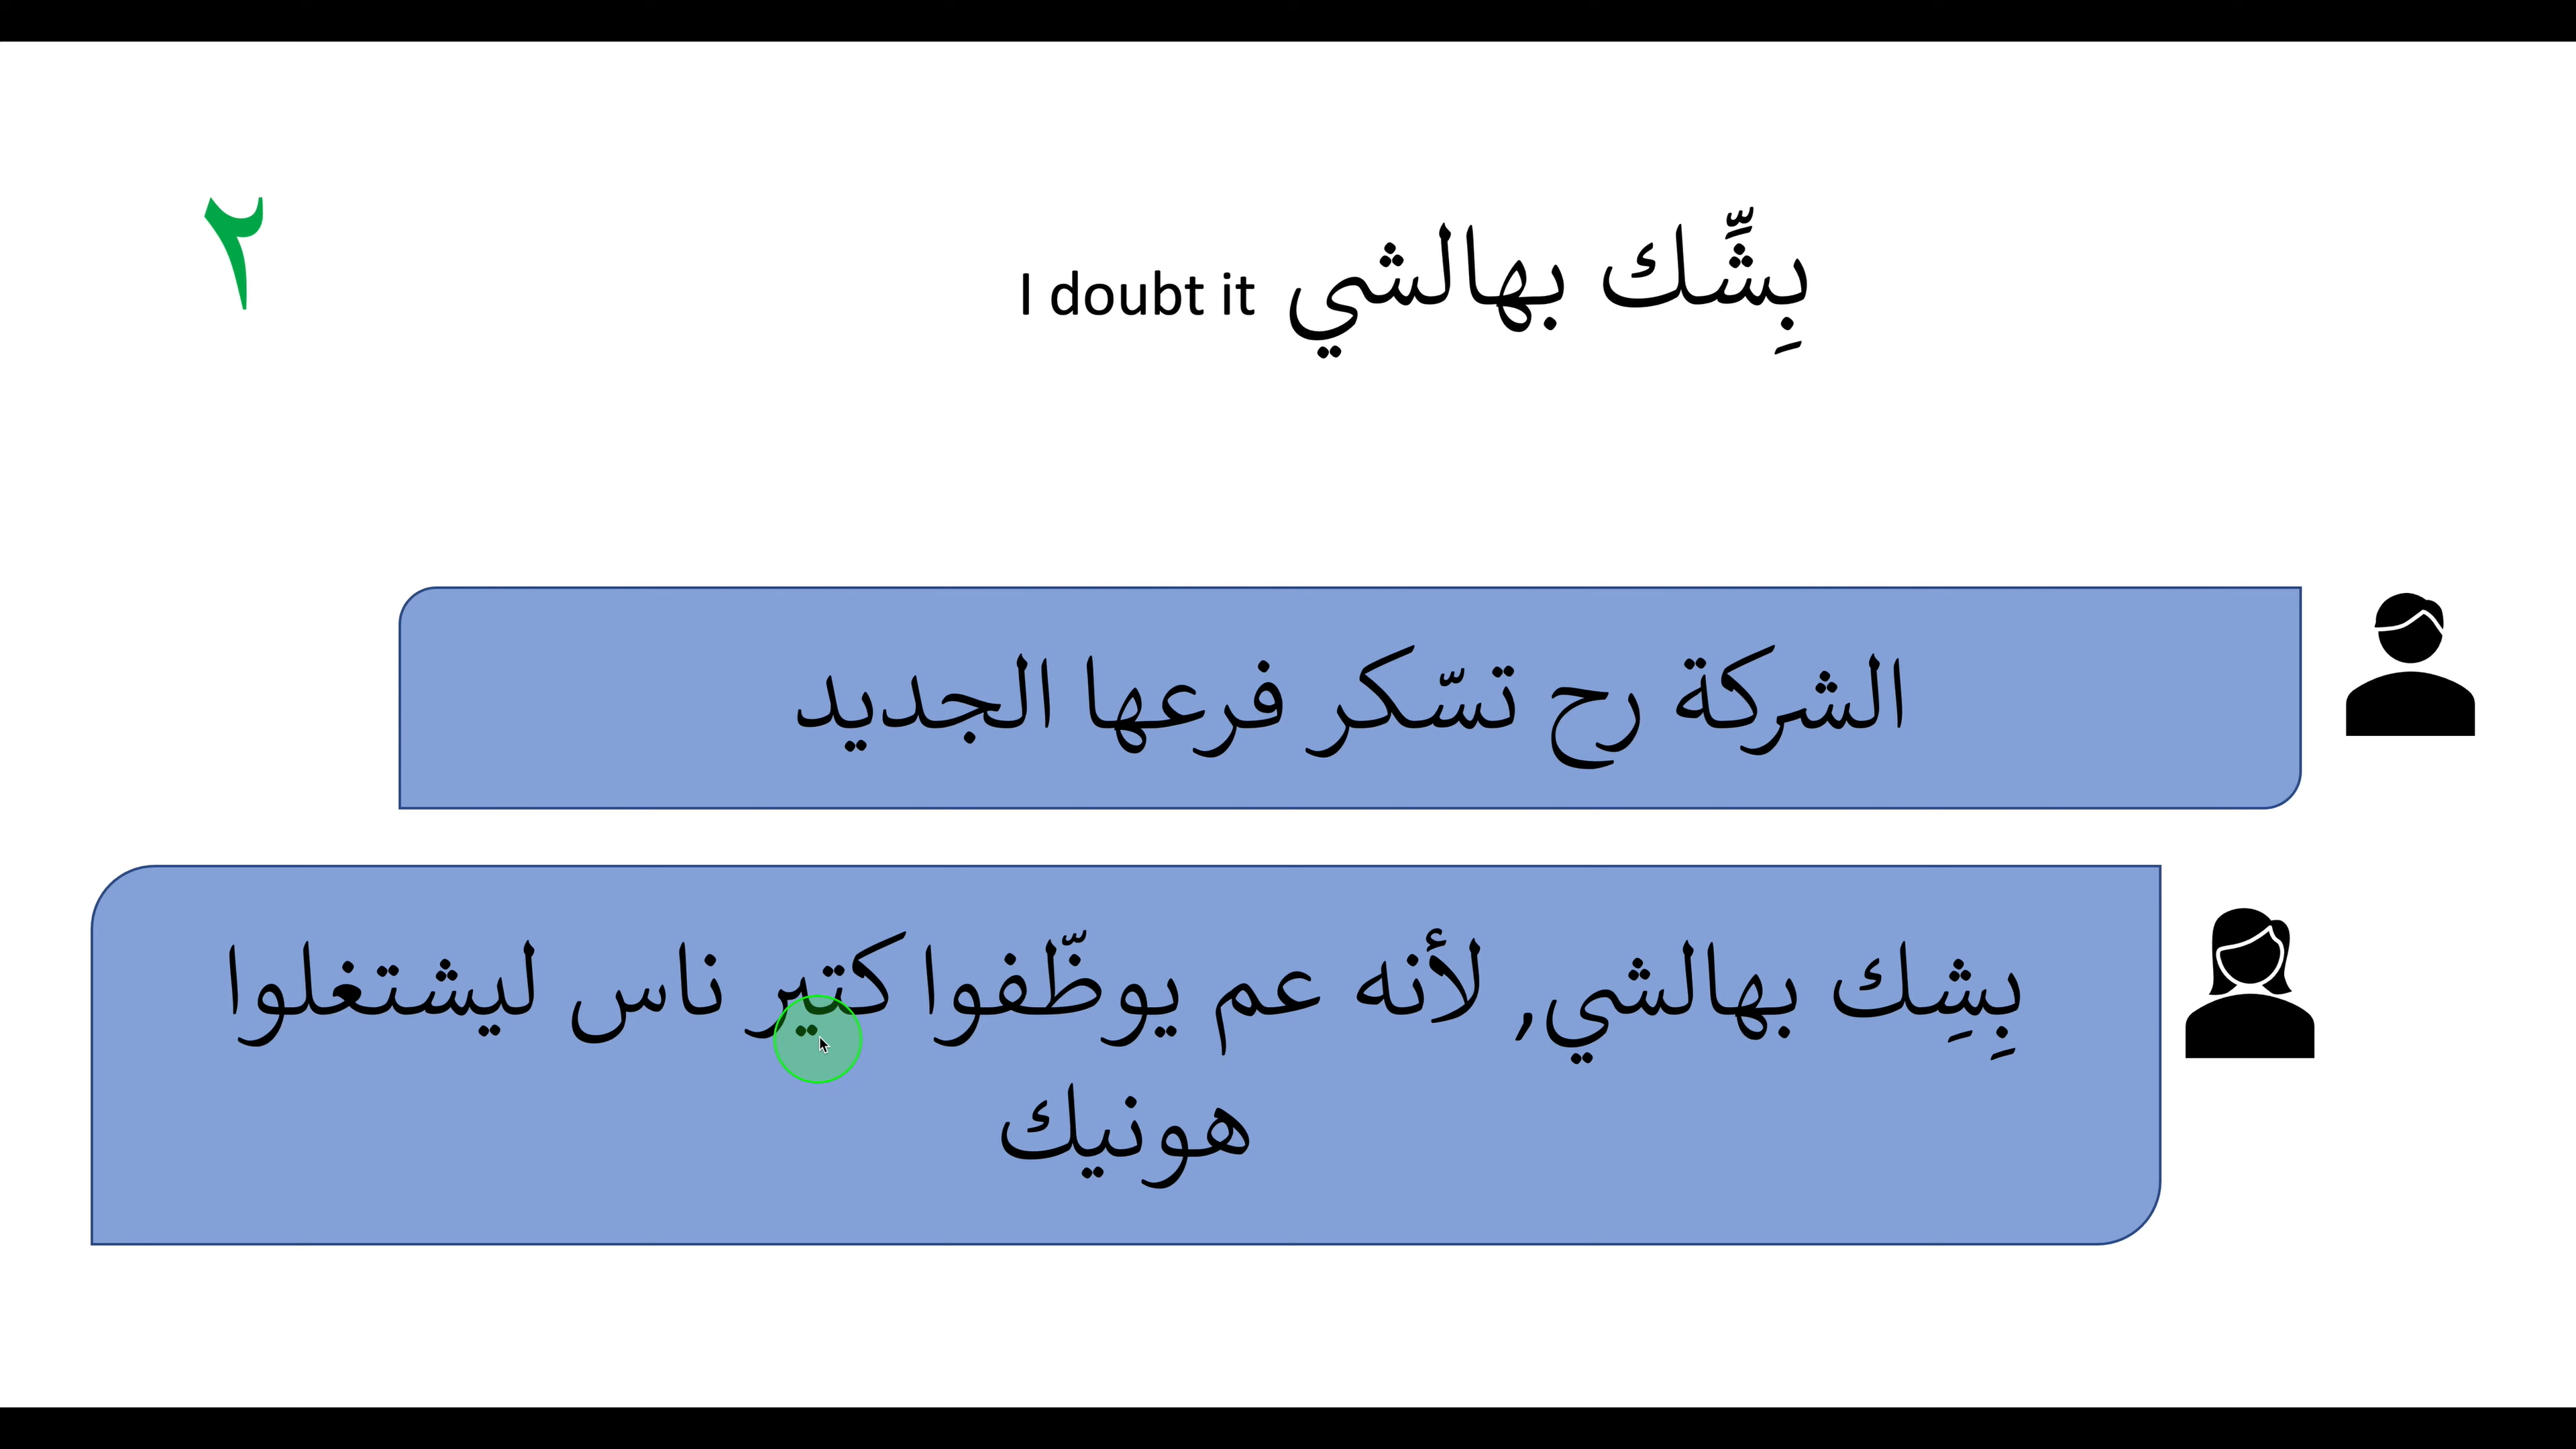 ٢
بِشِّك بهالشي I doubt it
الشركة رح تسّكر فرعها الجديد
بِشِك بهالشي, لأنه عم يوظّفوا كتير ناس ليشتغلوا
هونيك